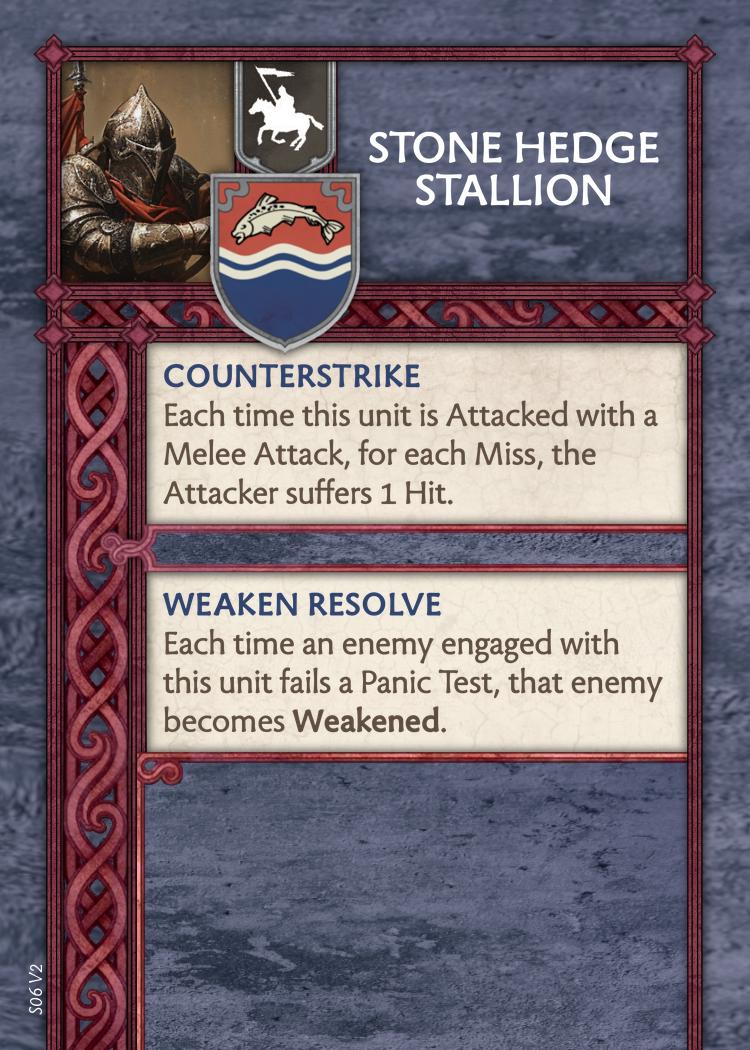 STONE HEDGE
STALLION
COUNTERSTRIKE
Each time this unit is Attacked with a
Melee Attack, for each Miss, the
Attacker suffers 1 Hit.
WEAKEN RESOLVE
Each time an enemy engaged with
this unit fails a Panic Test, that enemy
becomes Weakened.
S06 V2